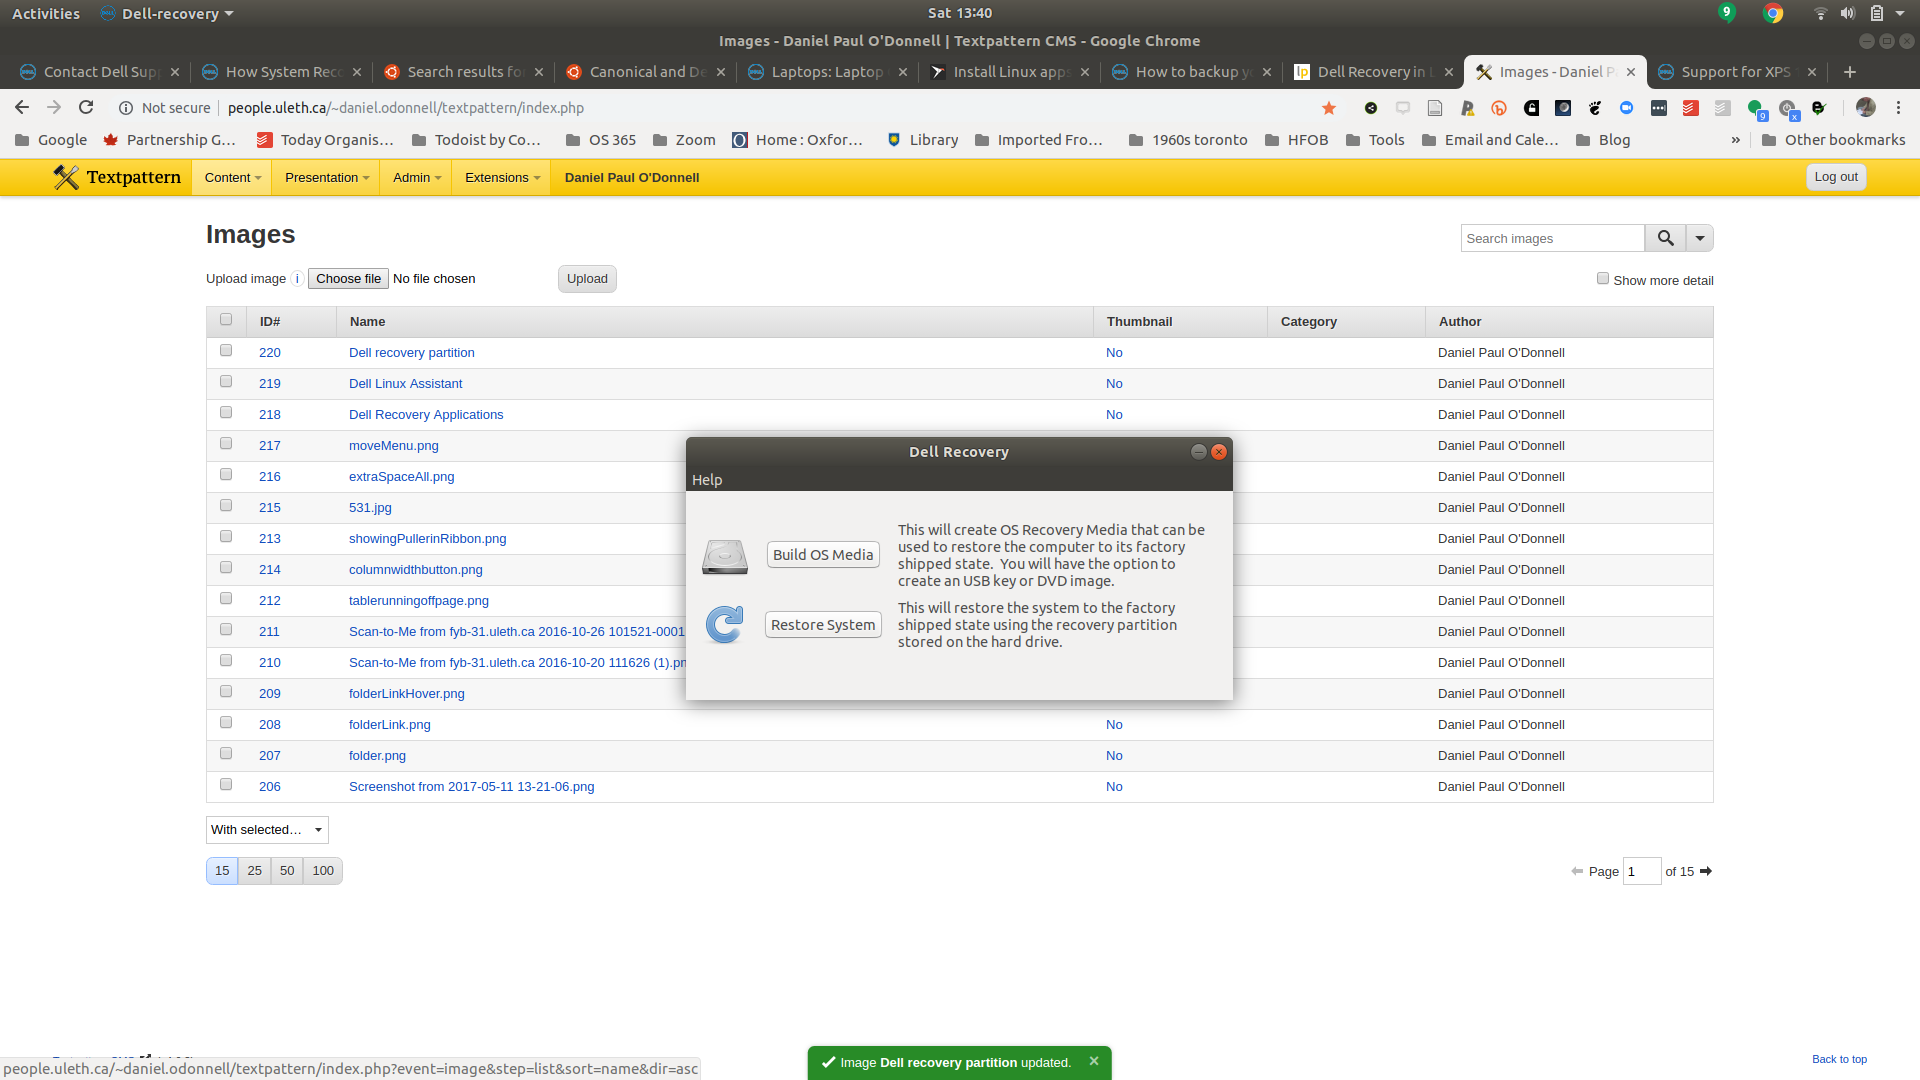 Activities
Dell-recovery
Sat 13:40
9
Images - Daniel Paul O'Donnell | Textpattern CMS - Google Chrome
Contact Dell Sup
How System Reco
Search results fo
Canonical and De
Laptops: Laptop
Install Linux apps
How to backup y
Dell Recovery in
Images - Daniel P
Support for XPS
Not secure
people.uleth.ca/~daniel.odonnell/textpattern/index.php
Google
Partnership G...
Today Organis...
Todoist by Co...
OS 365
Zoom
Home : Oxfor...
Library
Imported Fro...
1960s toronto
HFOB
Tools
Email and Cale...
Blog
»
Other bookmarks
Textpattern
Content
Presentation
Admin
Extensions
Daniel Paul O'Donnell
Log out
Images
Search images
Upload image i Choose file No file chosen
Upload
Show more detail
ID# Name Thumbnail Category Author
220 Dell recovery partition No Daniel Paul O'Donnell
219 Dell Linux Assistant No Daniel Paul O'Donnell
218 Dell Recovery Applications No Daniel Paul O'Donnell
217 moveMenu.png Daniel Paul O'Donnell
216 extraSpaceAll.png Daniel Paul O'Donnell
215 531.jpg Daniel Paul O'Donnell
213 showingPullerinRibbon.png Daniel Paul O'Donnell
214 columnwidthbutton.png Daniel Paul O'Donnell
212 tablerunningoffpage.png Daniel Paul O'Donnell
211 Scan-to-Me from fyb-31.uleth.ca 2016-10-26 101521-0001 Daniel Paul O'Donnell
210 Scan-to-Me from fyb-31.uleth.ca 2016-10-20 111626 (1).pn Daniel Paul O'Donnell
209 folderLinkHover.png Daniel Paul O'Donnell
208 folderLink.png No Daniel Paul O'Donnell
207 folder.png No Daniel Paul O'Donnell
206 Screenshot from 2017-05-11 13-21-06.png No Daniel Paul O'Donnell
Dell Recovery
Help
Build OS Media
This will create OS Recovery Media that can be
used to restore the computer to its factory
shipped state. You will have the option to
create an USB key or DVD image.
Restore System
This will restore the system to the factory
shipped state using the recovery partition
stored on the hard drive.
With selected...
15 25 50 100
Page 1 of 15
Image Dell recovery partition updated.
Back to top
people.uleth.ca/~daniel.odonnell/textpattern/index.php?event=image&step=list&sort=name&dir=asc